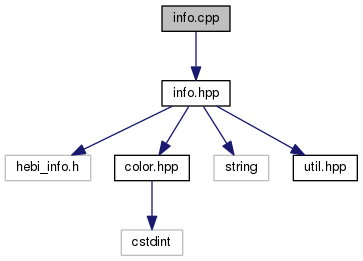 info.cpp
info.hpp
hebi_info.h
color.hpp
string
util.hpp
cstdint